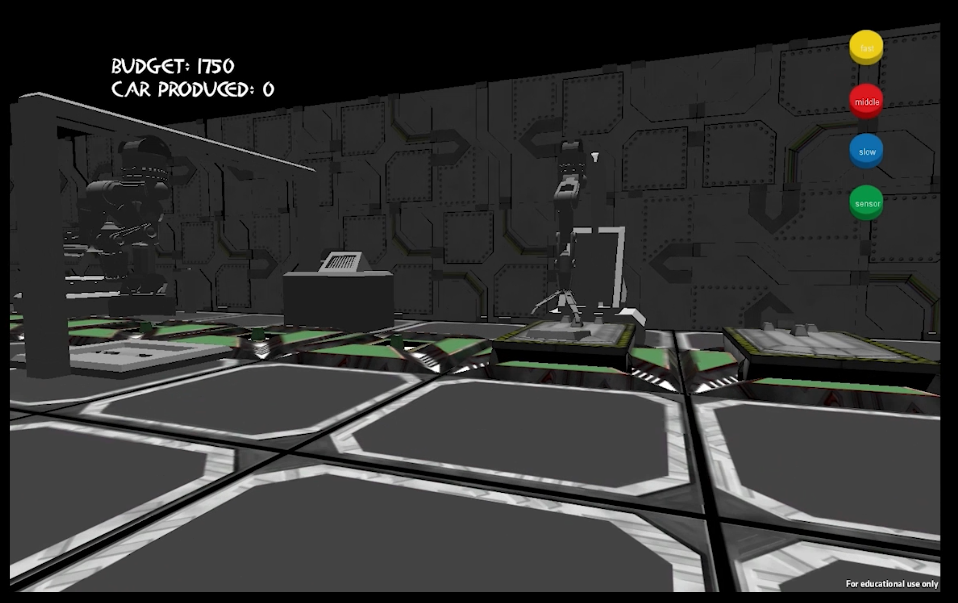 BUDGET: 1750
CAR PRODUCED: 0
fast
middle
slow
sensor
For educational use only